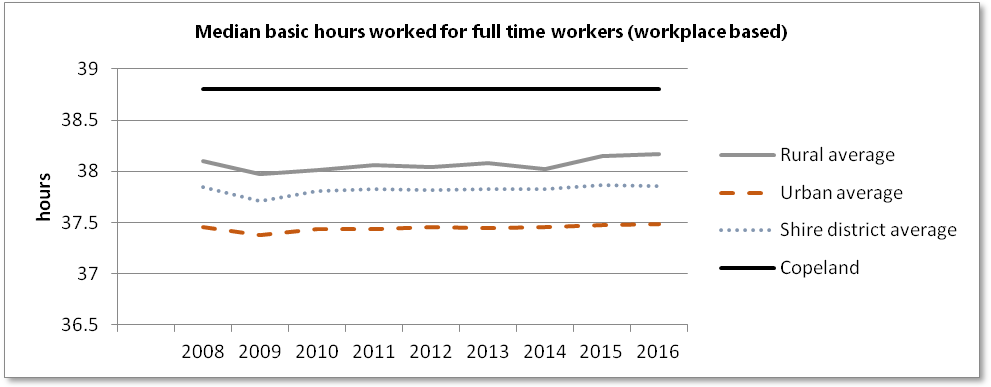 Median basic hours worked for full time workers (workplace based)
39
38.5
38
37.5
37
36.5
hours
2008 2009 2010 2011 2012 2013 2014 2015 2016
Rural average
Urban average
Shire district average
Copeland